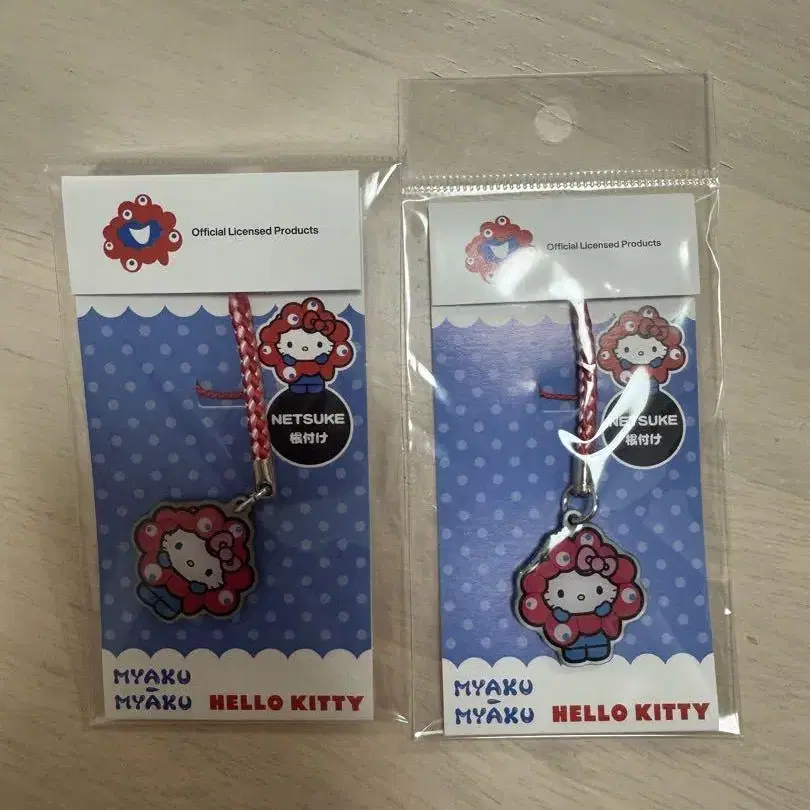 Official Licensed Products
NETSUKE
根付け
MYAKU-
MYAKU HELLO KITTY
Official Licensed Products
NETSUKE
根付け
MYAKU-
MYAKU HELLO KITTY